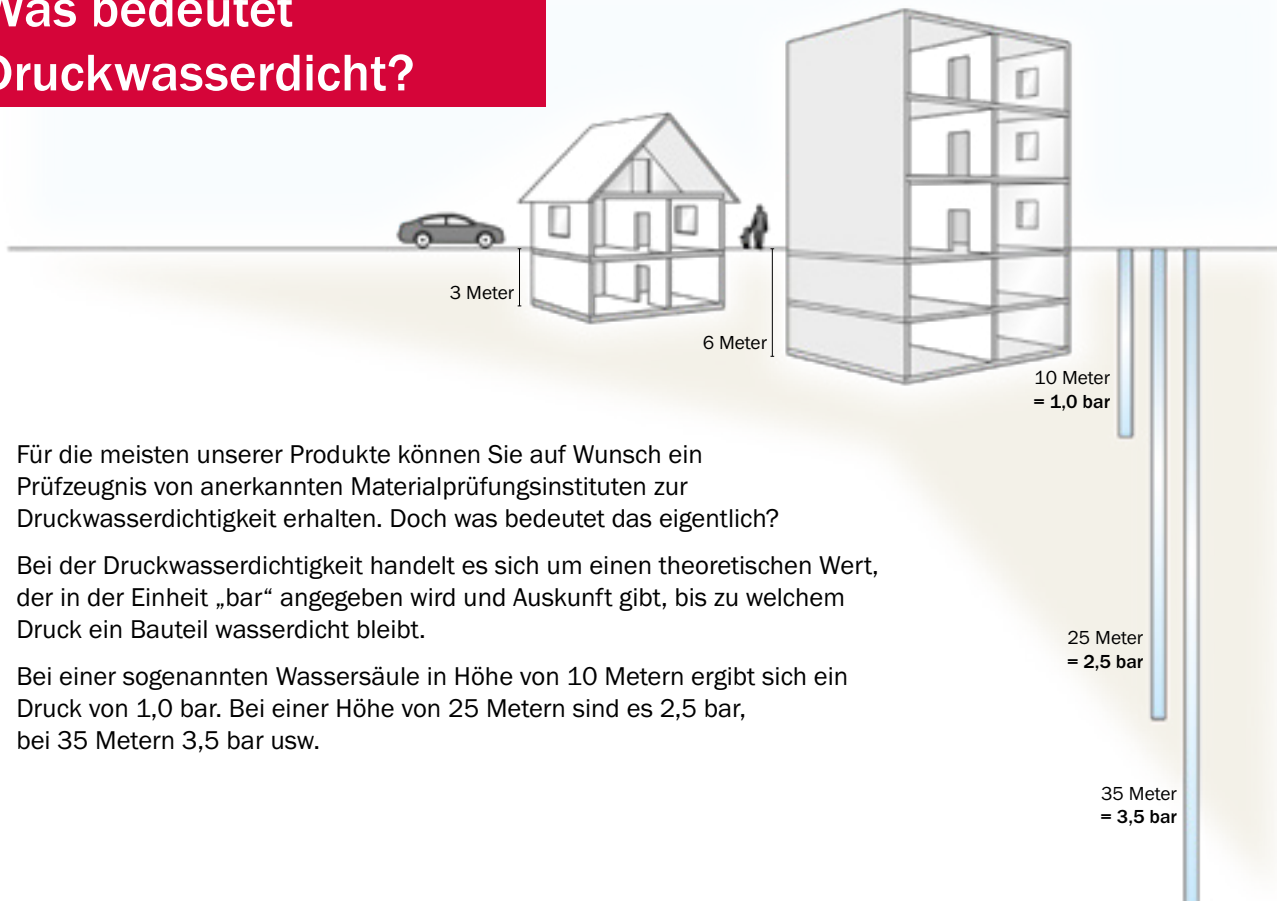 Was bedeutet
Druckwasserdicht?
3 Meter
6 Meter
10 Meter
= 1,0 bar
Für die meisten unserer Produkte können Sie auf Wunsch ein
Prüfzeugnis von anerkannten Materialprüfungsinstituten zur
Druckwasserdichtigkeit erhalten. Doch was bedeutet das eigentlich?
Bei der Druckwasserdichtigkeit handelt es sich um einen theoretischen Wert,
der in der Einheit „bar“ angegeben wird und Auskunft gibt, bis zu welchem
Druck ein Bauteil wasserdicht bleibt.
Bei einer sogenannten Wassersäule in Höhe von 10 Metern ergibt sich ein
Druck von 1,0 bar. Bei einer Höhe von 25 Metern sind es 2,5 bar,
bei 35 Metern 3,5 bar usw.
25 Meter
= 2,5 bar
35 Meter
= 3,5 bar